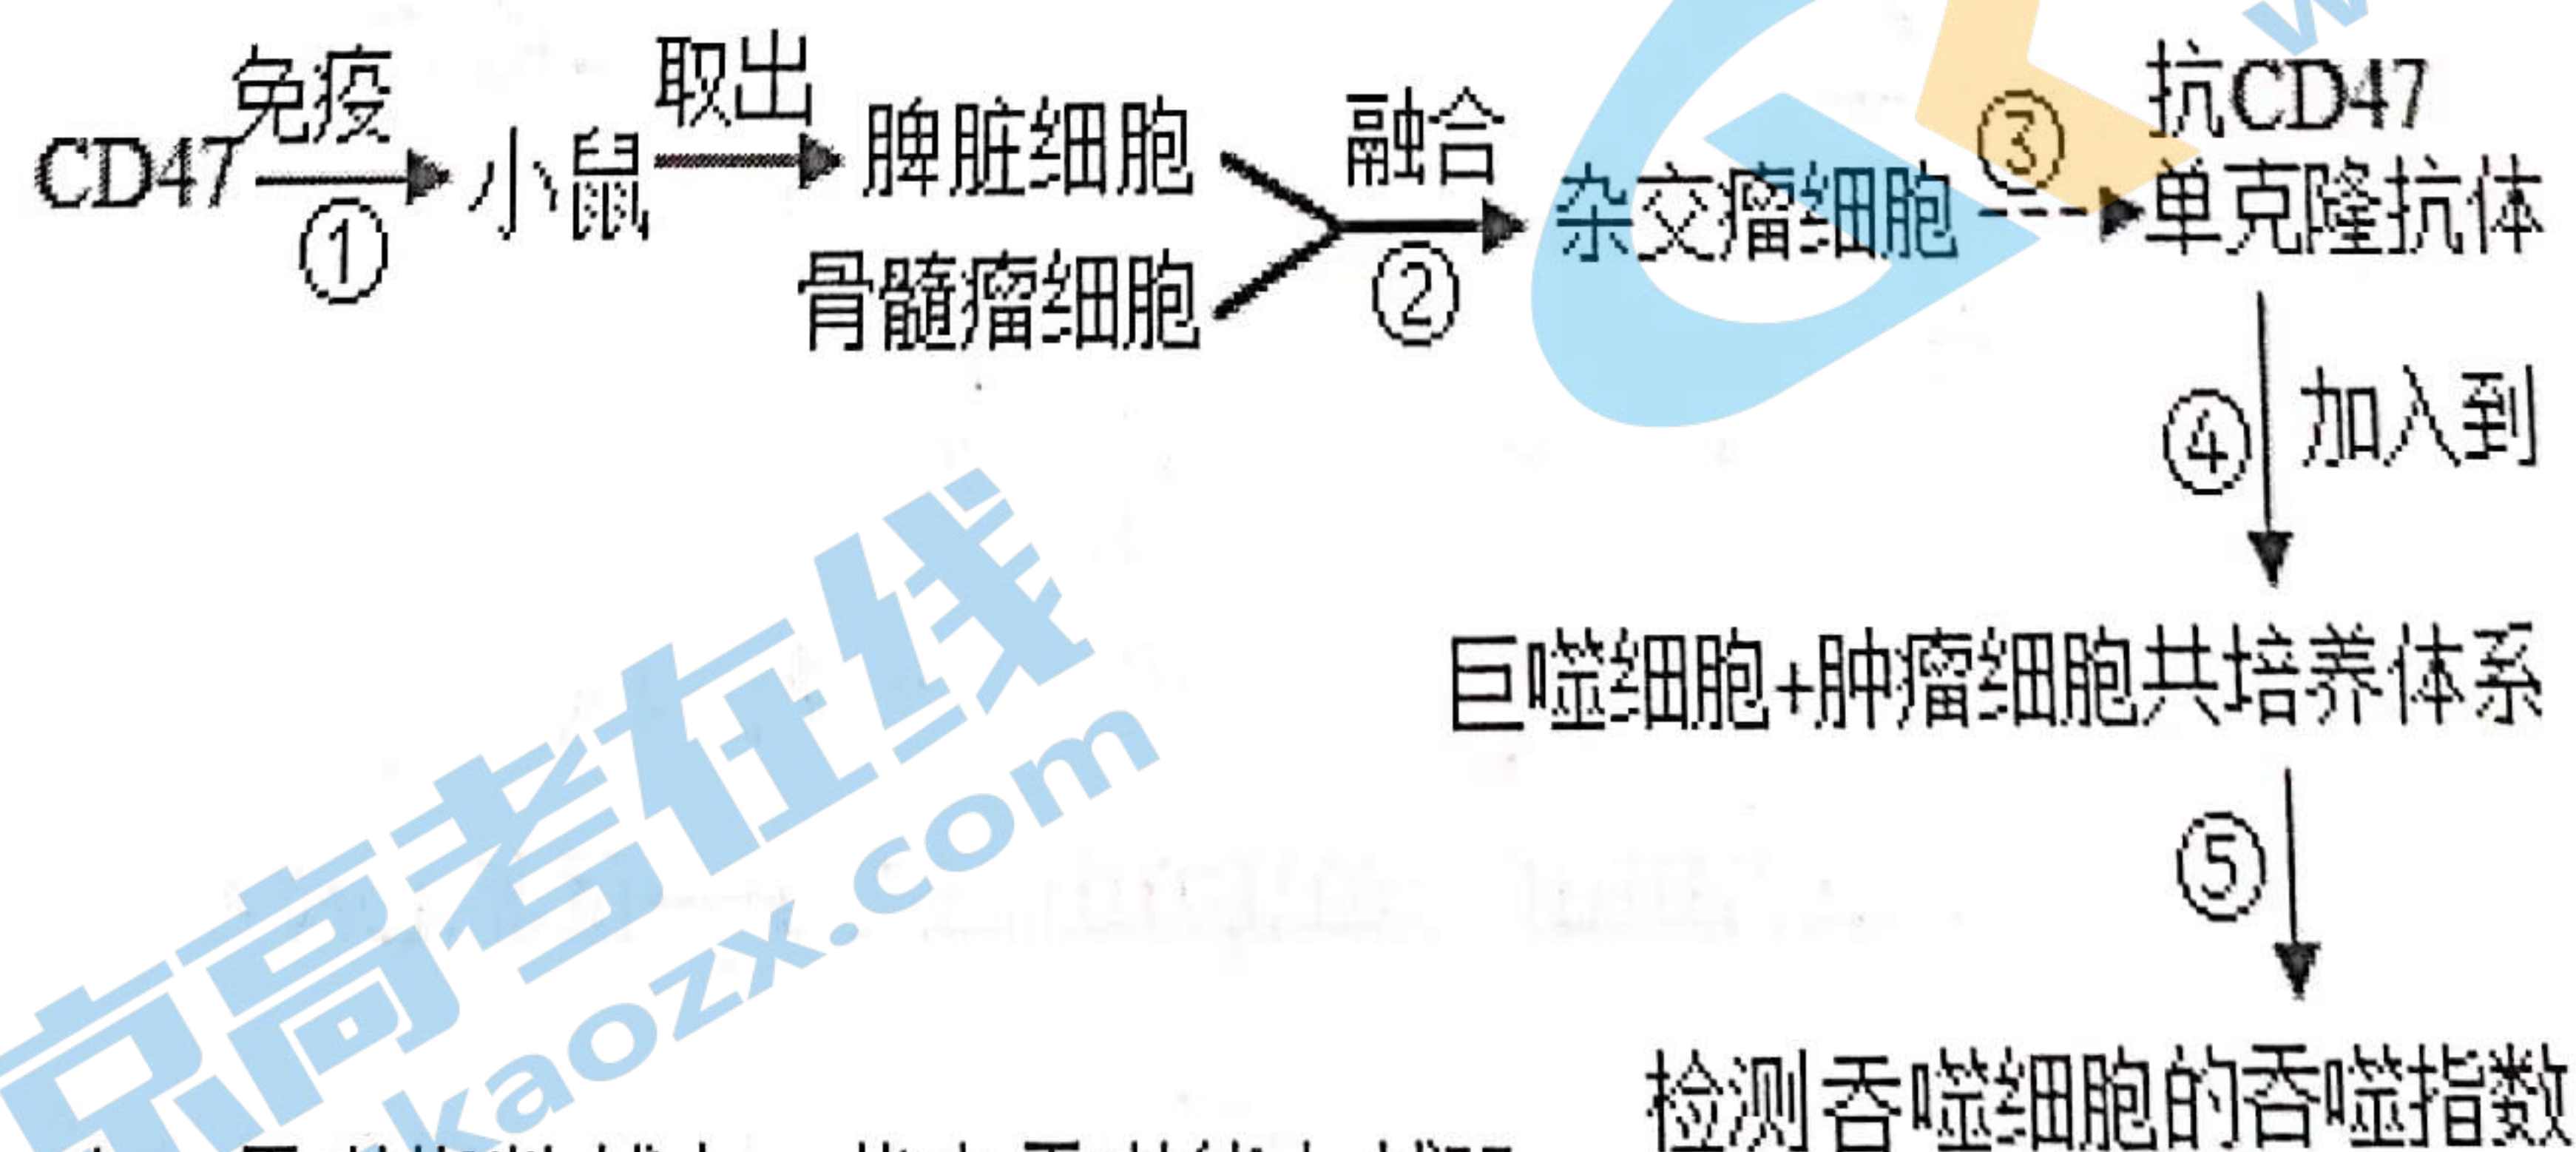 免疫
取出
CD47
①
小鼠
脾脏细胞
骨髓瘤细胞
融合
②
杂交瘤细胞
③
抗CD47
单克隆抗体
④
加入到
巨噬细胞+肿瘤细胞共培养体系
⑤
检测吞噬细胞的吞噬指数
京高考在线
kaozx.com
w